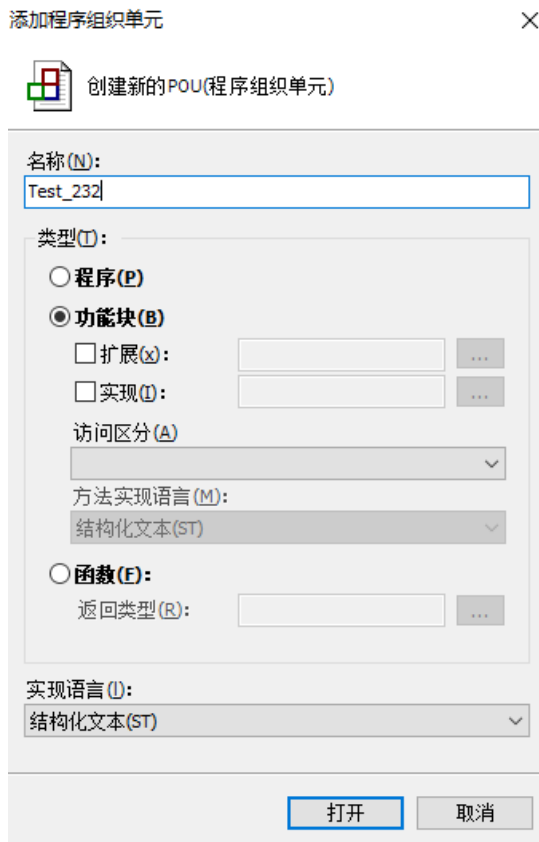 添加程序组织单元
创建新的POU(程序组织单元)
名称(N):
Test_232
类型(T):
程序(P)
功能块(B)
扩展(x):
...
实现(I):
...
访问区分(A)
方法实现语言(M):
结构化文本(ST)
函数(F):
返回类型(R):
...
实现语言(I):
结构化文本(ST)
打开 取消